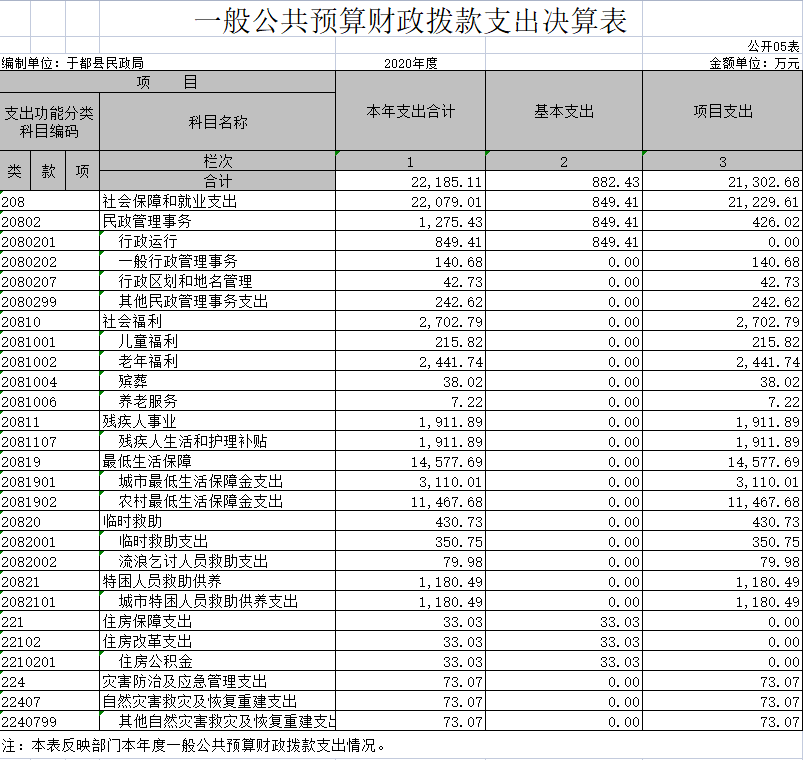 一般公共预算财政拨款支出决算表
公开05表
编制单位：于都县民政局 2020年度 金额单位：万元
项 目 本年支出合计 基本支出 项目支出
支出功能分类科目编码 科目名称
类 款 项 栏次 1 2 3
合计 22,185.11 882.43 21,302.68
208 社会保障和就业支出 22,079.01 849.41 21,229.61
20802 民政管理事务 1,275.43 849.41 426.02
2080201 行政运行 849.41 849.41 0.00
2080202 一般行政管理事务 140.68 0.00 140.68
2080207 行政区划和地名管理 42.73 0.00 42.73
2080299 其他民政管理事务支出 242.62 0.00 242.62
20810 社会福利 2,702.79 0.00 2,702.79
2081001 儿童福利 215.82 0.00 215.82
2081002 老年福利 2,441.74 0.00 2,441.74
2081004 殡葬 38.02 0.00 38.02
2081006 养老服务 7.22 0.00 7.22
20811 残疾人事业 1,911.89 0.00 1,911.89
2081107 残疾人生活和护理补贴 1,911.89 0.00 1,911.89
20819 最低生活保障 14,577.69 0.00 14,577.69
2081901 城市最低生活保障金支出 3,110.01 0.00 3,110.01
2081902 农村最低生活保障金支出 11,467.68 0.00 11,467.68
20820 临时救助 430.73 0.00 430.73
2082001 临时救助支出 350.75 0.00 350.75
2082002 流浪乞讨人员救助支出 79.98 0.00 79.98
20821 特困人员救助供养 1,180.49 0.00 1,180.49
2082101 城市特困人员救助供养支出 1,180.49 0.00 1,180.49
221 住房保障支出 33.03 33.03 0.00
22102 住房改革支出 33.03 33.03 0.00
2210201 住房公积金 33.03 33.03 0.00
224 灾害防治及应急管理支出 73.07 0.00 73.07
22407 自然灾害救灾及恢复重建支出 73.07 0.00 73.07
2240799 其他自然灾害救灾及恢复重建支 73.07 0.00 73.07
注：本表反映部门本年度一般公共预算财政拨款支出情况。